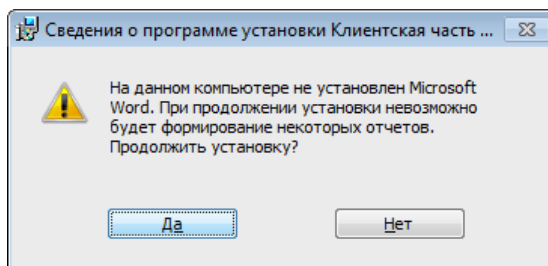 Сведения о программе установки Клиентская часть ...
На данном компьютере не установлен Microsoft
Word. При продолжении установки невозможно
будет формирование некоторых отчетов.
Продолжить установку?
Да
Нет